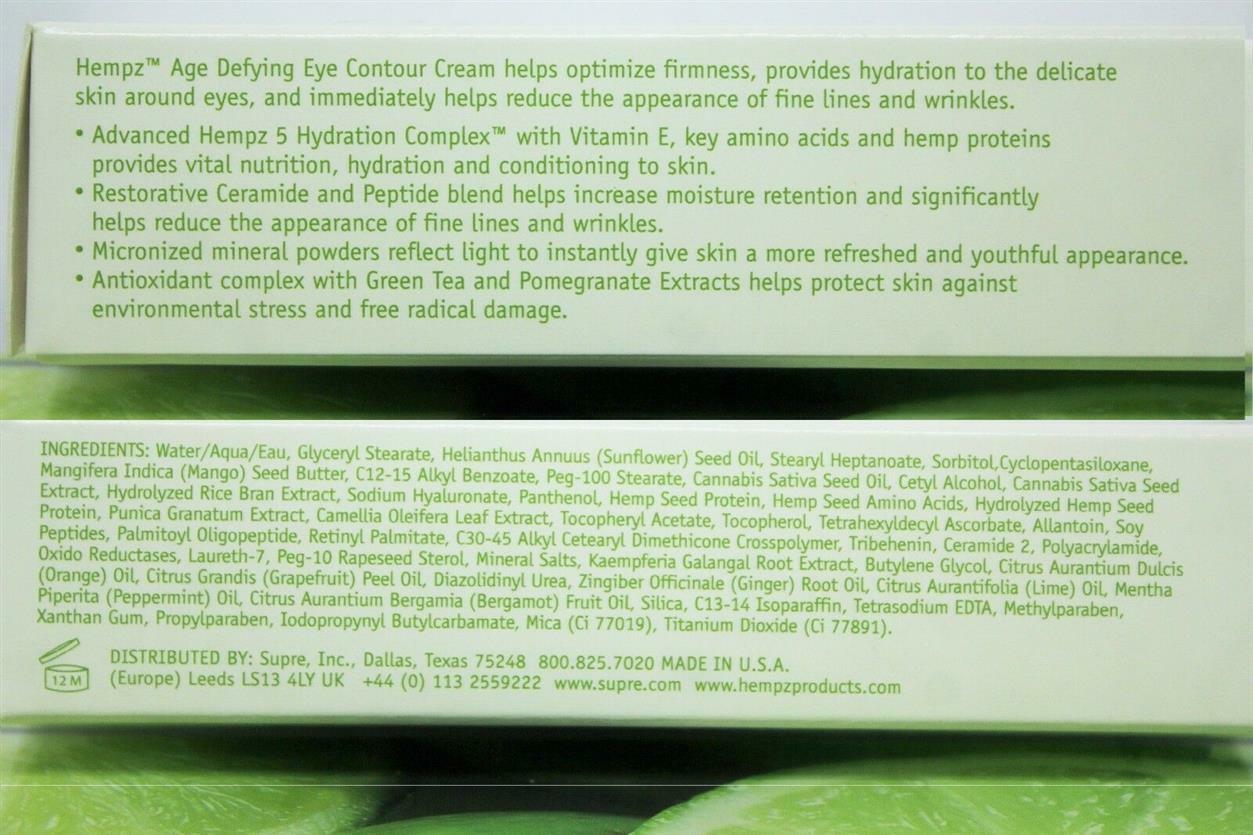 Hempz™ Age Defying Eye Contour Cream helps optimize firmness, provides hydration to the delicate
skin around eyes, and immediately helps reduce the appearance of fine lines and wrinkles.
• Advanced Hempz 5 Hydration Complex™ with Vitamin E, key amino acids and hemp proteins
provides vital nutrition, hydration and conditioning to skin.
• Restorative Ceramide and Peptide blend helps increase moisture retention and significantly
helps reduce the appearance of fine lines and wrinkles.
• Micronized mineral powders reflect light to instantly give skin a more refreshed and youthful appearance.
• Antioxidant complex with Green Tea and Pomegranate Extracts helps protect skin against
environmental stress and free radical damage.
INGREDIENTS: Water/Aqua/Eau, Glyceryl Stearate, Helianthus Annuus (Sunflower) Seed Oil, Stearyl Heptanoate, Sorbitol,Cyclopentasiloxane,
Mangifera Indica (Mango) Seed Butter, C12-15 Alkyl Benzoate, Peg-100 Stearate, Cannabis Sativa Seed Oil, Cetyl Alcohol, Cannabis Sativa Seed
Extract, Hydrolyzed Rice Bran Extract, Sodium Hyaluronate, Panthenol, Hemp Seed Protein, Hemp Seed Amino Acids, Hydrolyzed Hemp Seed
Protein, Punica Granatum Extract, Camellia Oleifera Leaf Extract, Tocopheryl Acetate, Tocopherol, Tetrahexyldecyl Ascorbate, Allantoin, Soy
Peptides, Palmitoyl Oligopeptide, Retinyl Palmitate, C30-45 Alkyl Cetearyl Dimethicone Crosspolymer, Tribehenin, Ceramide 2, Polyacrylamide,
Oxido Reductases, Laureth-7, Peg-10 Rapeseed Sterol, Mineral Salts, Kaempferia Galangal Root Extract, Butylene Glycol, Citrus Aurantium Dulcis
(Orange) Oil, Citrus Grandis (Grapefruit) Peel Oil, Diazolidinyl Urea, Zingiber Officinale (Ginger) Root Oil, Citrus Aurantifolia (Lime) Oil, Mentha
Piperita (Peppermint) Oil, Citrus Aurantium Bergamia (Bergamot) Fruit Oil, Silica, C13-14 Isoparaffin, Tetrasodium EDTA, Methylparaben,
Xanthan Gum, Propylparaben, Iodopropynyl Butylcarbamate, Mica (Ci 77019), Titanium Dioxide (Ci 77891).
12 M
DISTRIBUTED BY: Supre, Inc., Dallas, Texas 75248 800.825.7020 MADE IN U.S.A.
(Europe) Leeds LS13 4LY UK +44 (0) 113 2559222 www.supre.com www.hempzproducts.com